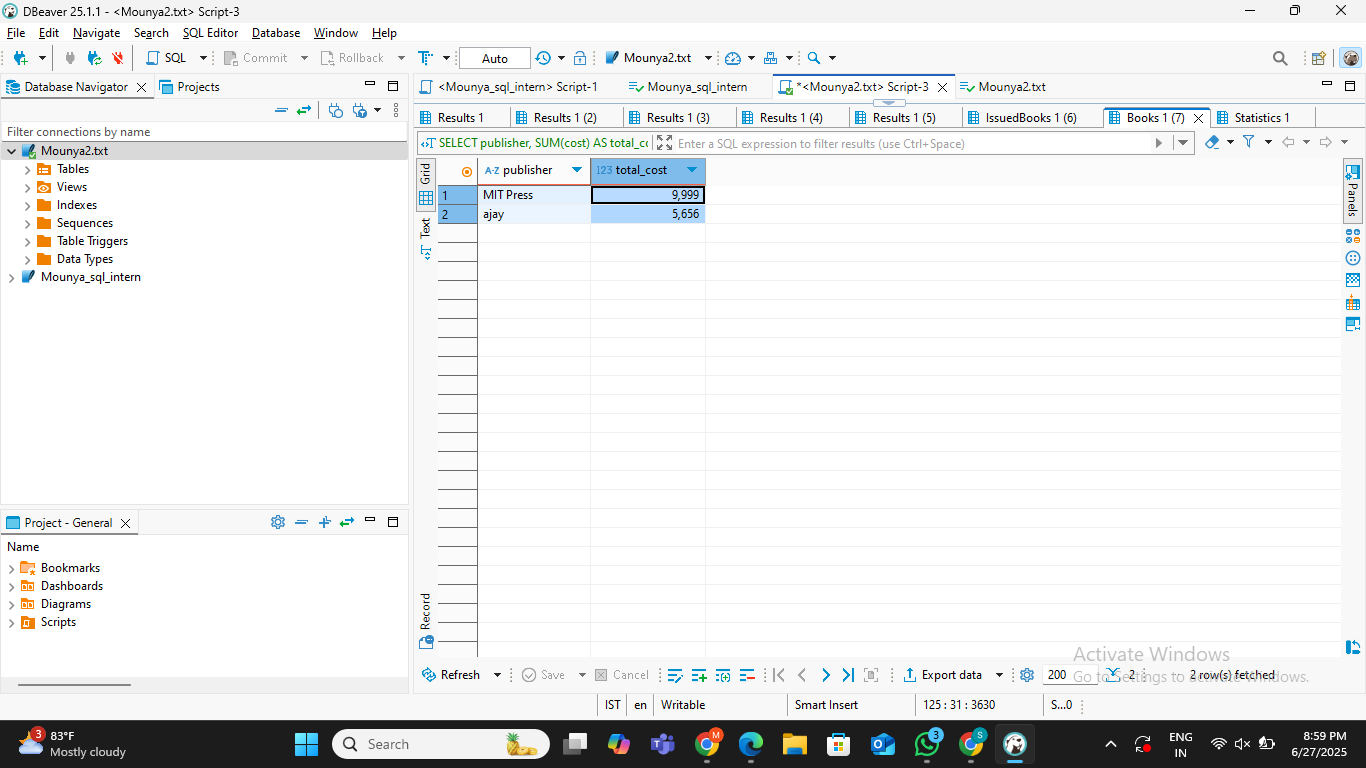 DBeaver 25.1.1 - <Mounya2.txt> Script-3
File Edit Navigate Search SQL Editor Database Window Help
SQL Commit Rollback Auto Mounya2.txt
Database Navigator Projects
<Mounya_sql_intern> Script-1 Mounya_sql_intern *<Mounya2.txt> Script-3 Mounya2.txt
Results 1 Results 1 (2) Results 1 (3) Results 1 (4) Results 1 (5) IssuedBooks 1 (6) Books 1 (7) Statistics 1
Filter connections by name
SELECT publisher, SUM(cost) AS total_c Enter a SQL expression to filter results (use Ctrl+Space)
Mounya2.txt
Tables
Views
Indexes
Sequences
Table Triggers
Data Types
Mounya_sql_intern
Grid
Text
Record
A-Z publisher 123 total_cost
1 MIT Press 9,999
2 ajay 5,656
Panels
Project - General
Name
Bookmarks
Dashboards
Diagrams
Scripts
Activate Windows
Go to Settings to activate Windows.
Refresh Save Cancel Export data 200 2 2 row(s) fetched
IST en Writable Smart Insert 125 : 31 : 3630 S...0
3 83°F
Mostly cloudy
Search
M
3
S
ENG
IN
8:59 PM
6/27/2025